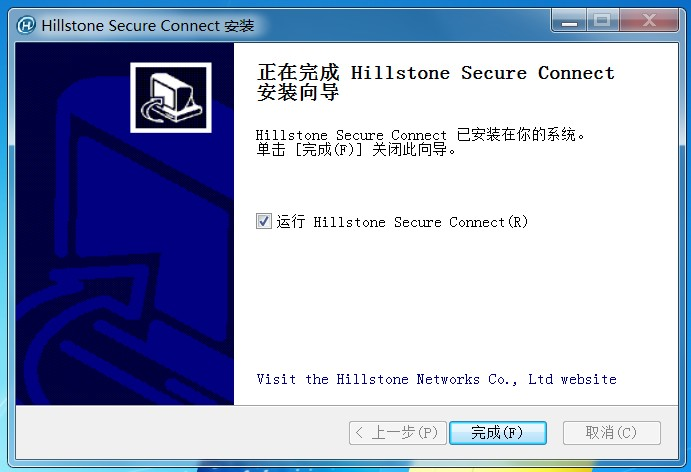 Hillstone Secure Connect 安装
正在完成 Hillstone Secure Connect
安装向导
Hillstone Secure Connect 已安装在你的系统。
单击 [完成(F)] 关闭此向导。
运行 Hillstone Secure Connect(R)
Visit the Hillstone Networks Co., Ltd website
< 上一步(P)
完成(F)
取消(C)